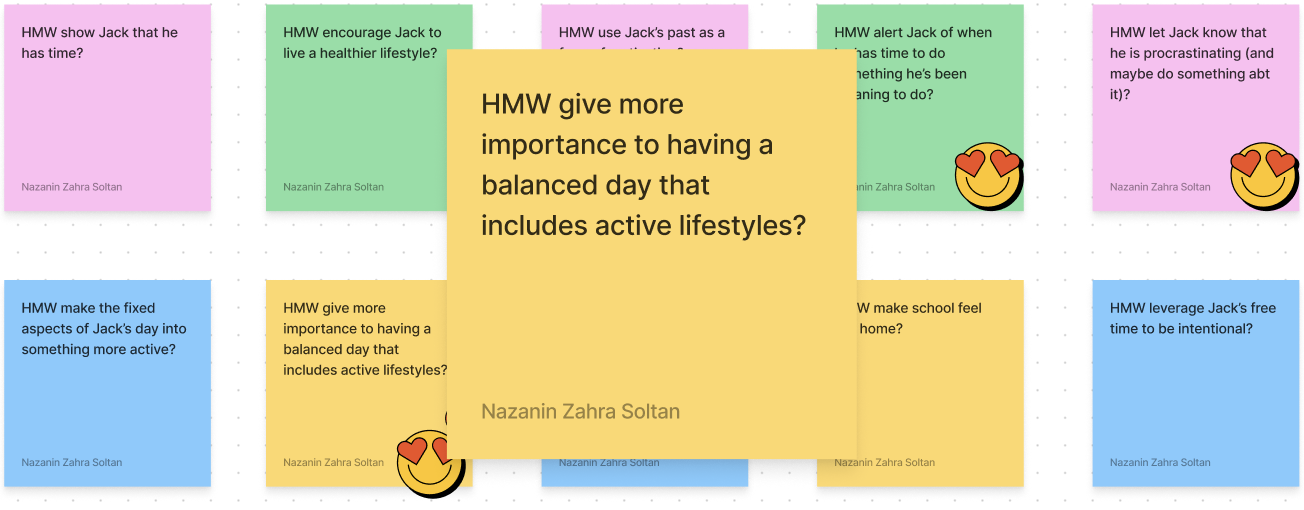 HMW show Jack that he
has time?
Nazanin Zahra Soltan
HMW encourage Jack to
live a healthier lifestyle?
Nazanin Zahra Soltan
HMW use Jack's past as a
HMW alert Jack of when
has time to do
he's been
to do?
HMW let Jack know that
he is procrastinating (and
maybe do something abt
it)?
Nazanin Zahra Soltan
HMW give more
importance to having a
balanced day that
includes active lifestyles?
Nazanin Zahra Soltan
HMW make the fixed
aspects of Jack's day into
something more active?
Nazanin Zahra Soltan
HMW give more
importance to having a
balanced day that
includes active lifestyles?
Nazanin Zahra Soltan
Nazanin Zahra Soltan
make school feel
home?
Nazanin Zahra Soltan
HMW leverage Jack's free
time to be intentional?
Nazanin Zahra Soltan